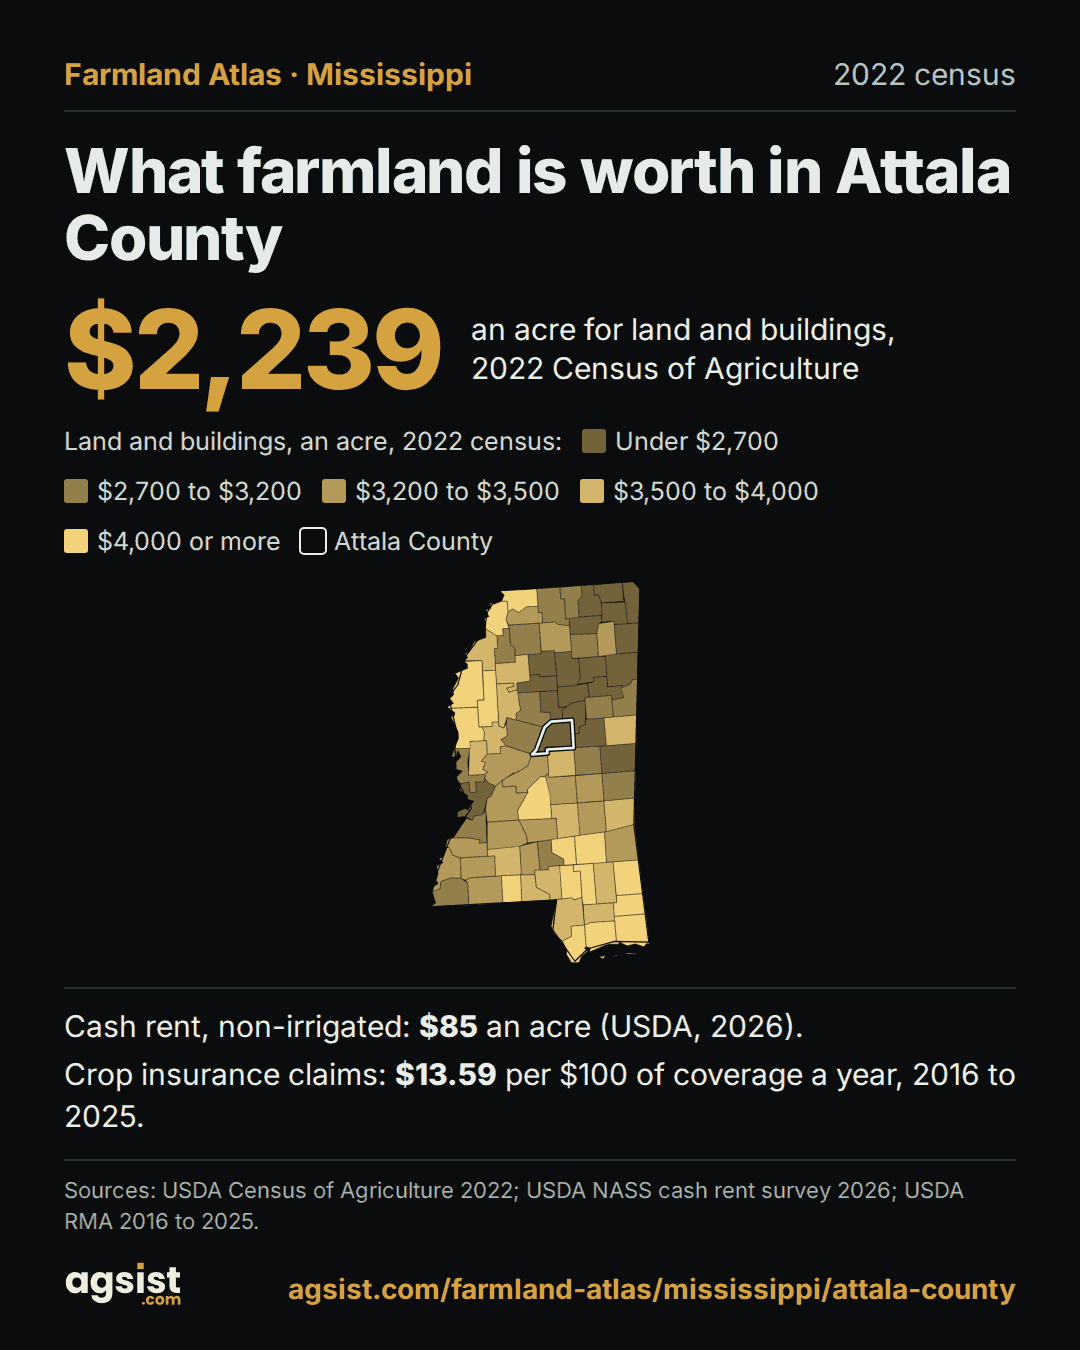 Farmland Atlas · Mississippi
2022 census
What farmland is worth in Attala
County
$2,239
an acre for land and buildings,
2022 Census of Agriculture
Land and buildings, an acre, 2022 census: Under $2,700
$2,700 to $3,200 $3,200 to $3,500 $3,500 to $4,000
$4,000 or more Attala County
Cash rent, non-irrigated: $85 an acre (USDA, 2026).
Crop insurance claims: $13.59 per $100 of coverage a year, 2016 to
2025.
Sources: USDA Census of Agriculture 2022; USDA NASS cash rent survey 2026; USDA
RMA 2016 to 2025.
agsist
.com
agsist.com/farmland-atlas/mississippi/attala-county